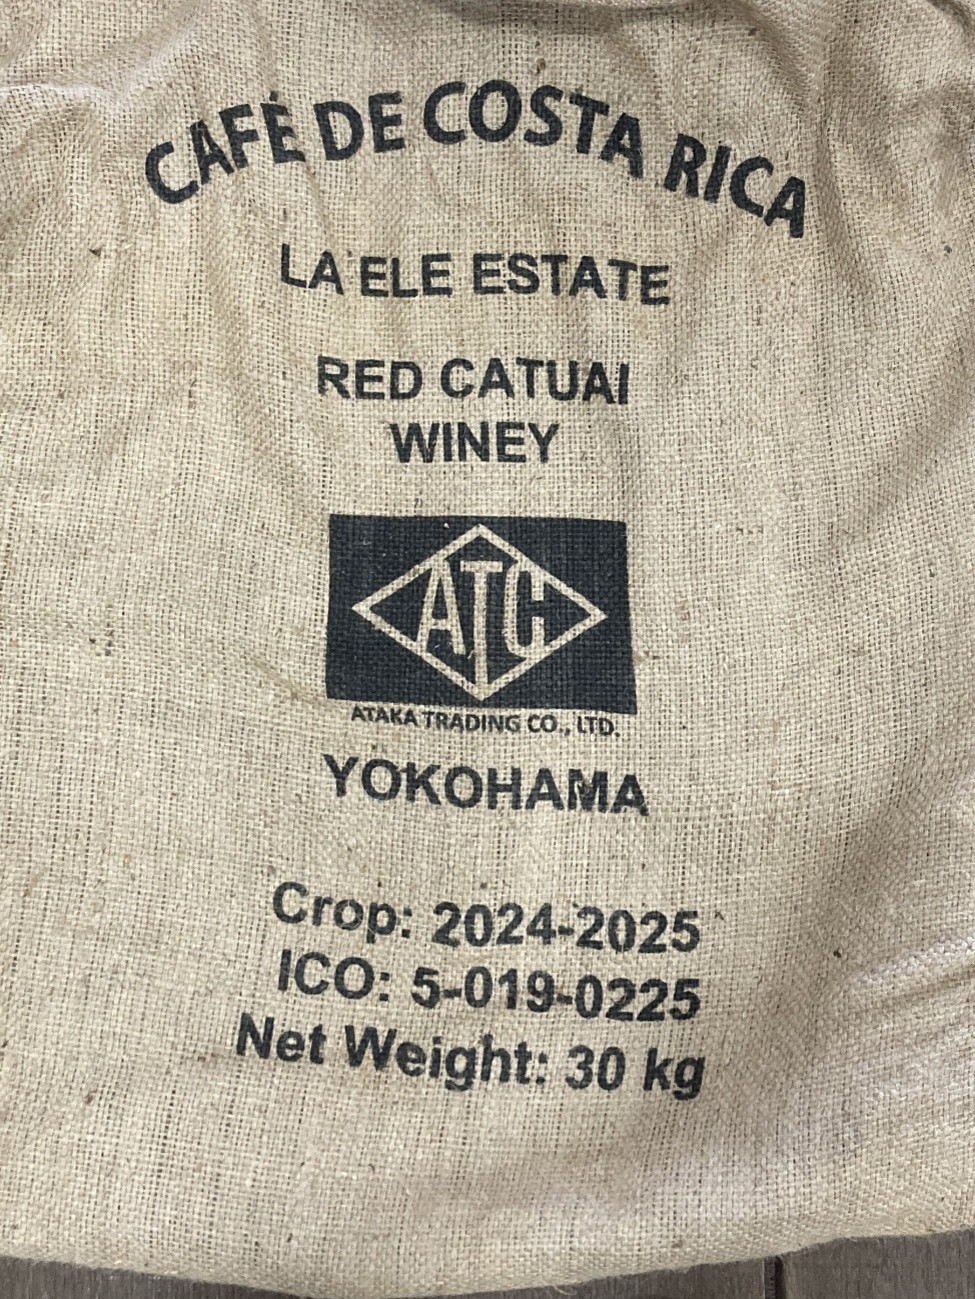 CAFÉ DE COSTA RICA
LA ELE ESTATE
RED CATUAI
WINEY
ATC
ATAKA TRADING CO., LTD.
YOKOHAMA
Crop: 2024-2025
ICO: 5-019-0225
Net Weight: 30 kg